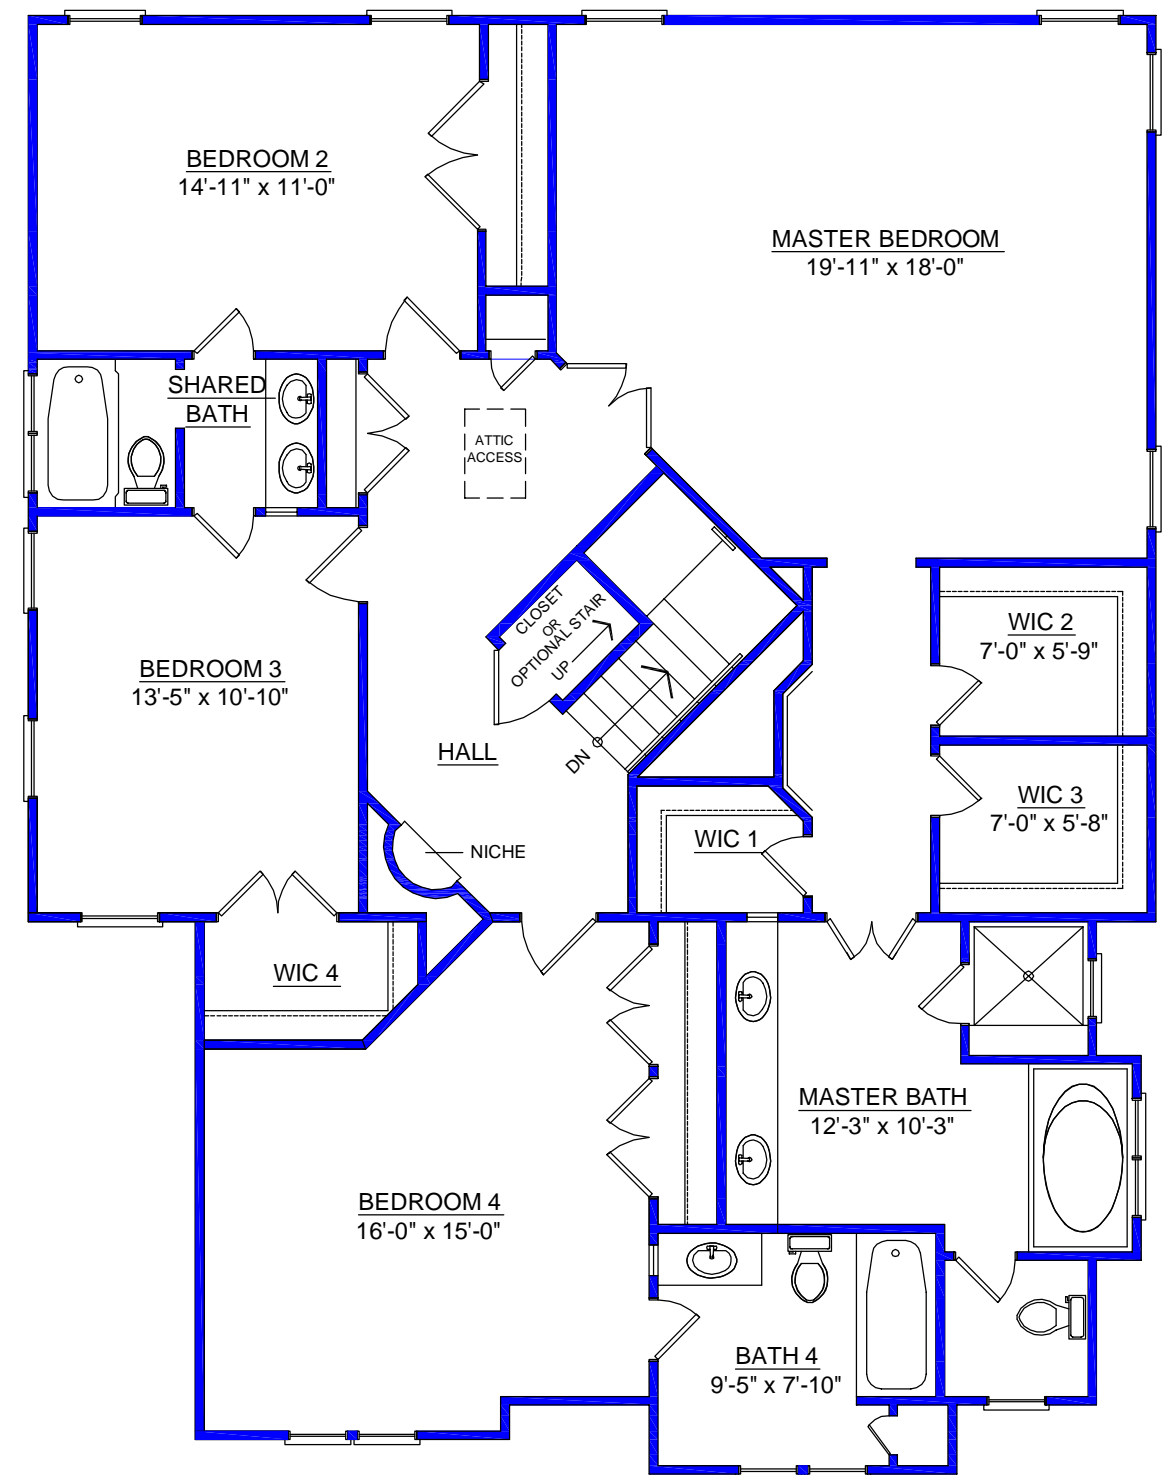 BEDROOM 2
14'-11" x 11'-0"
MASTER BEDROOM
19'-11" x 18'-0"
SHARED
BATH
ATTIC
ACCESS
CLOSET
OR
OPTIONAL STAIR
UP
DN
WIC 2
7'-0" x 5'-9"
BEDROOM 3
13'-5" x 10'-10"
HALL
WIC 3
7'-0" x 5'-8"
WIC 1
NICHE
WIC 4
MASTER BATH
12'-3" x 10'-3"
BEDROOM 4
16'-0" x 15'-0"
BATH 4
9'-5" x 7'-10"